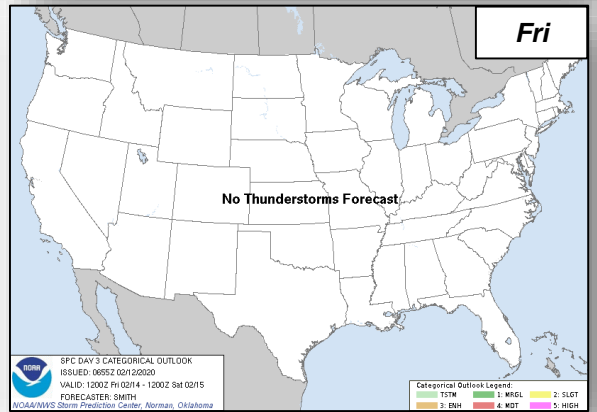 Fri
No Thunderstorms Forecast
NOAA
SPC DAY 3 CATEGORICAL OUTLOOK
ISSUED: 0655Z 02/12/2020
VALID: 1200Z Fri 02/14 - 1200Z Sat 02/15
FORECASTER: SMITH
NOAA/NWS Storm Prediction Center, Norman, Oklahoma
Categorical Outlook Legend:
TSTM 1: MRGL 2: SLGT
3: ENH 4: MDT 5: HIGH